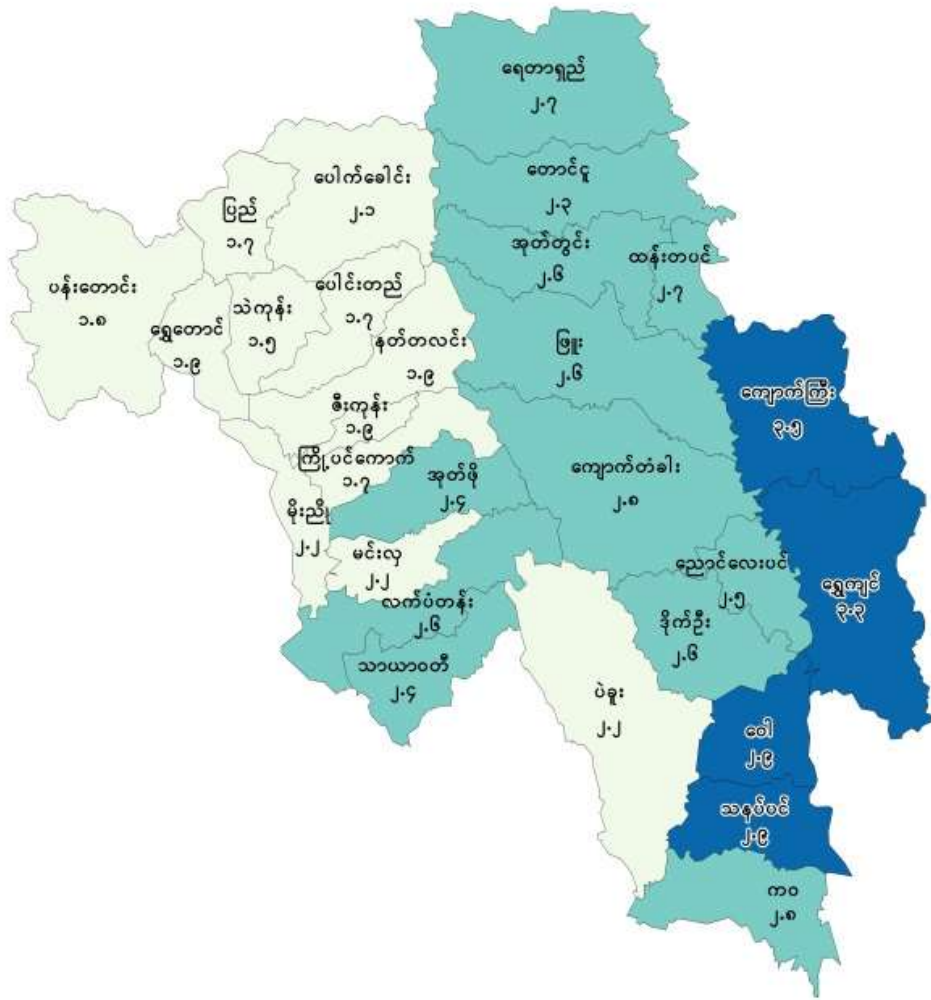 ရေတာရှည်
၂.၇
တောင်ငူ
၂.၃
ပေါက်ခေါင်း
၂.၁
ပြည်
၁.၇
အုတ်တွင်း
၂.၆
ထန်းတပင်
၂.၇
ပန်းတောင်း
၁.၈
ပေါင်းတည်
၁.၇
သဲကုန်း
၁.၅
ရွှေတောင်
၁.၉
နတ်တလင်း
၁.၉
ဖြူး
၂.၆
ကျောက်ကြီး
၃.၅
ဇီးကုန်း
၁.၉
ကြို့ပင်ကောက်
၁.၇
အုတ်ဖို
၂.၄
ကျောက်တံခါး
၂.၈
မိုးညို
၂.၂
မင်းလှ
၂.၂
ညောင်လေးပင်
၂.၅
ရွှေကျင်
၃.၃
လက်ပံတန်း
၂.၆
ဒိုက်ဦး
၂.၆
သာယာဝတီ
၂.၄
ပဲခူး
၂.၂
ဝေါ
၂.၉
သနပ်ပင်
၂.၉
ကဝ
၂.၈